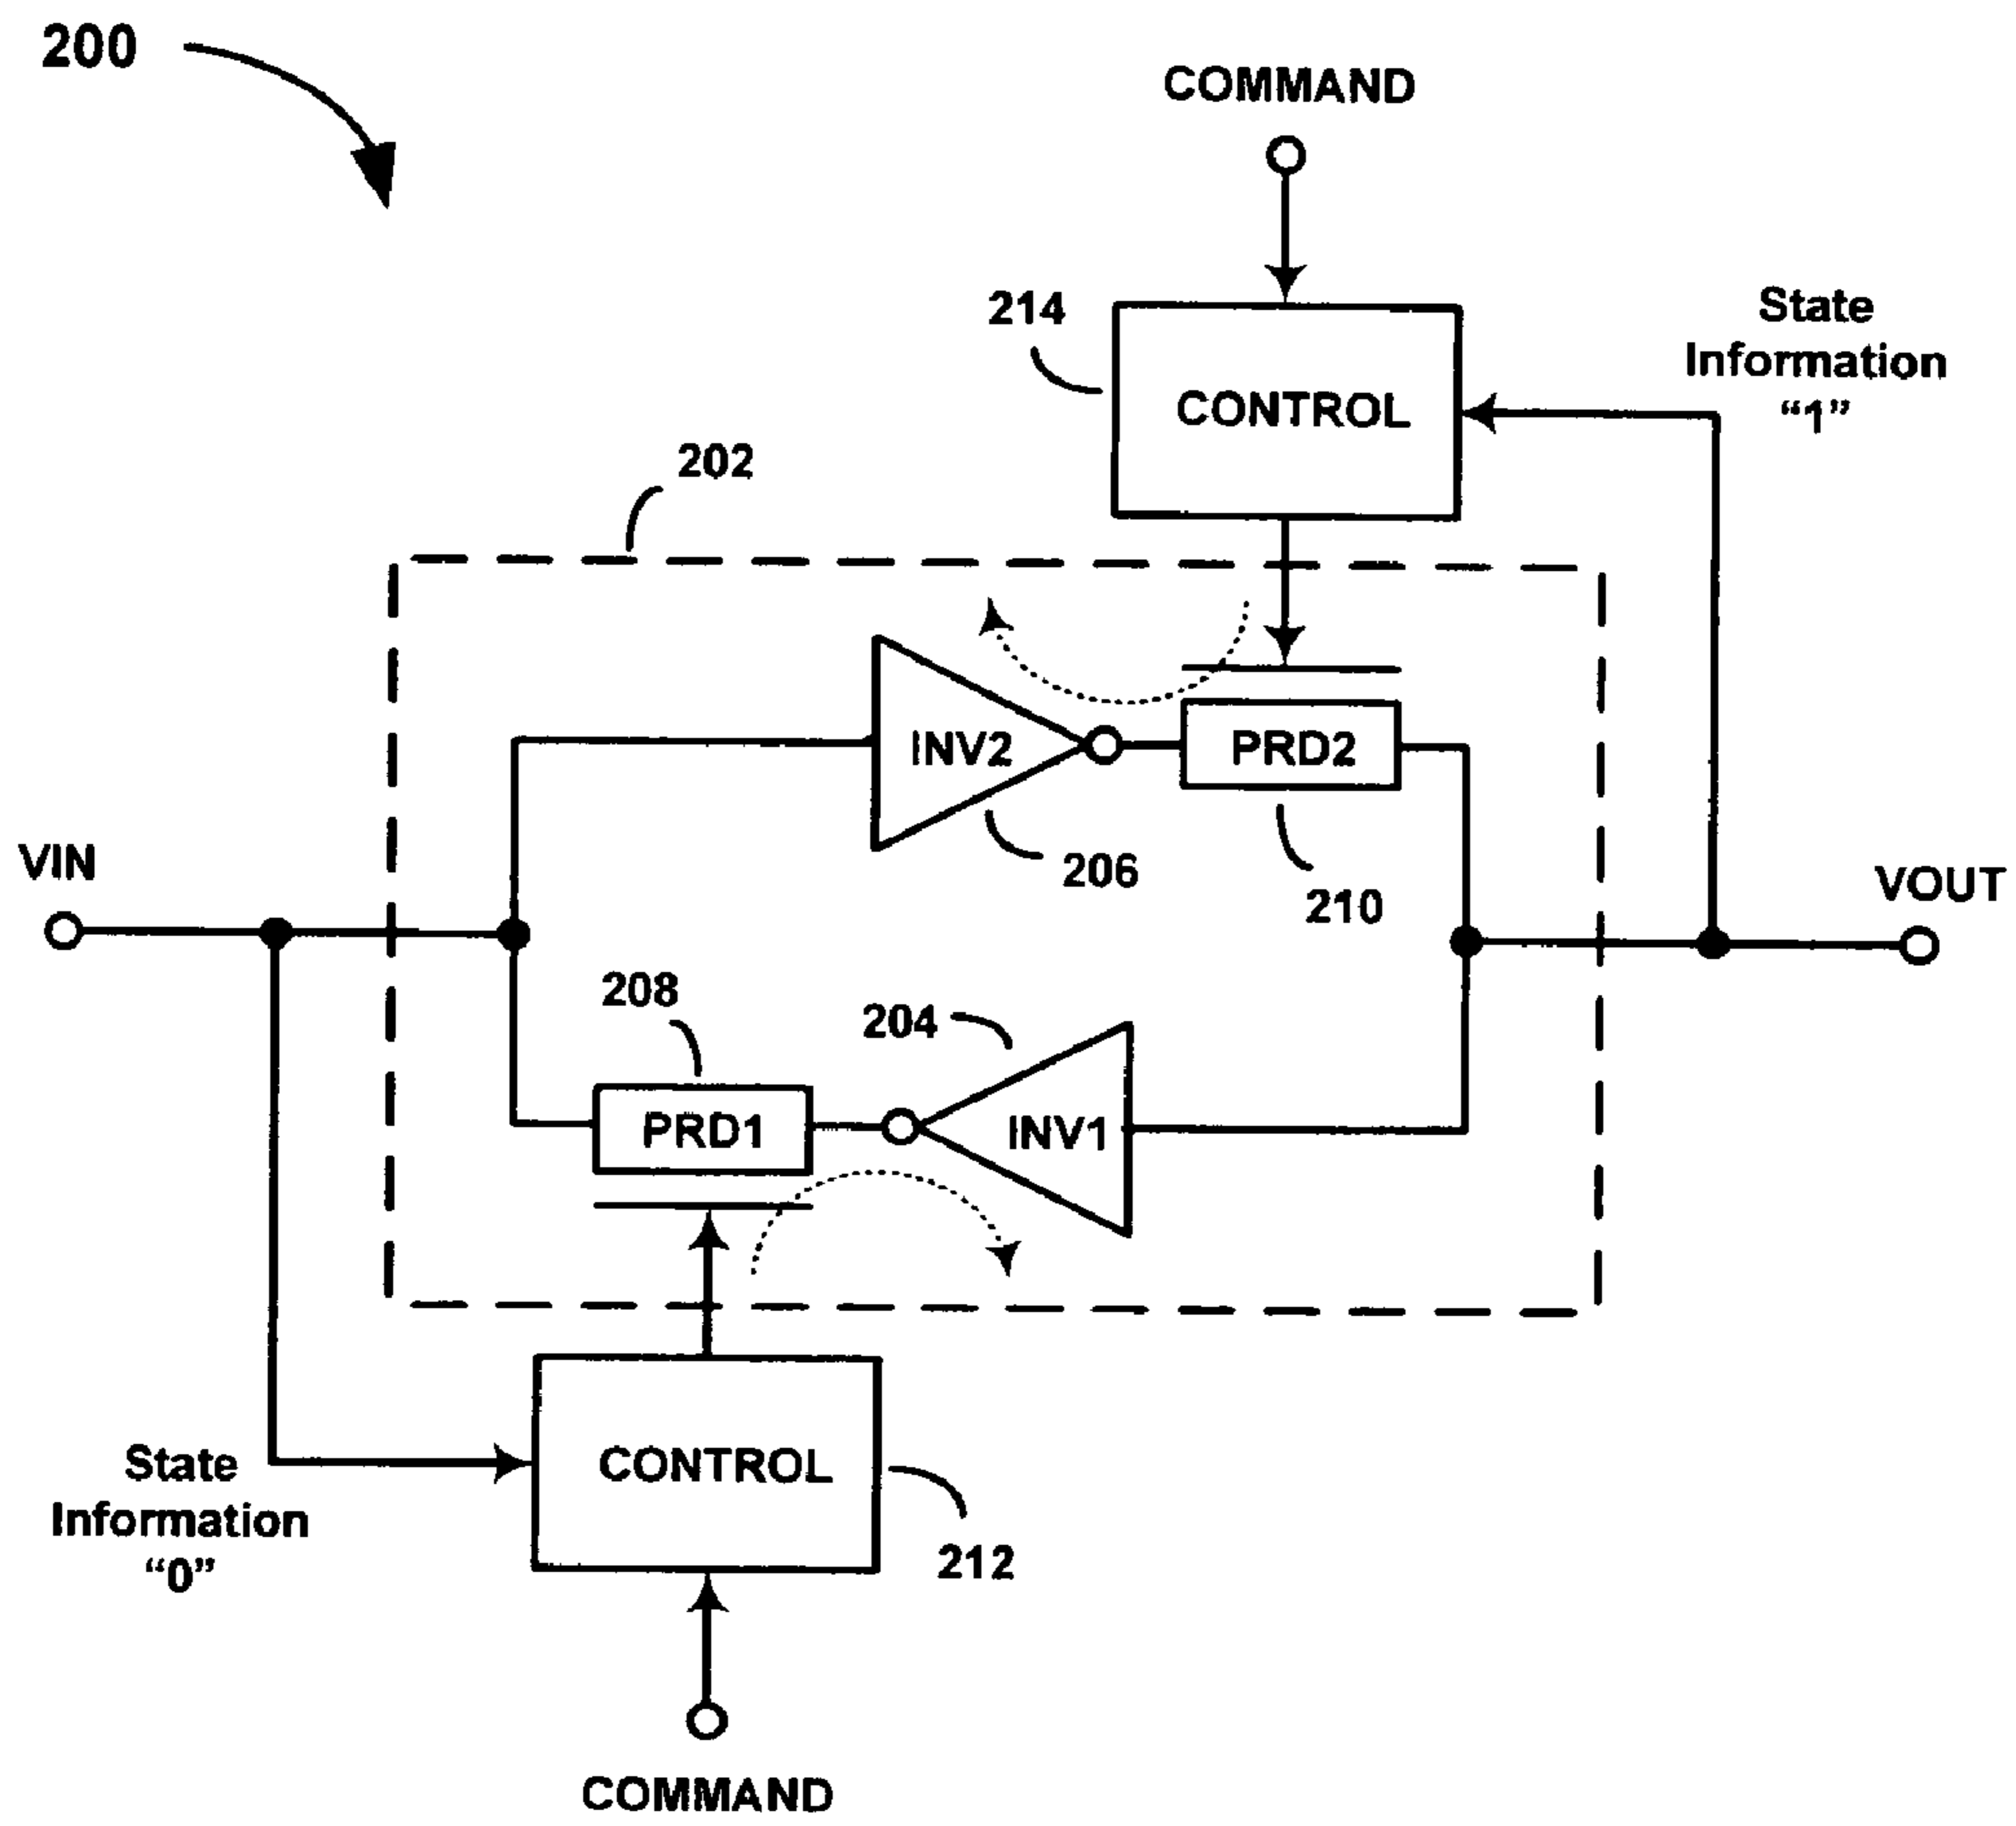 200
COMMAND
214
CONTROL
State
Information
“1”
202
INV2
PRD2
206
210
VIN
VOUT
208
204
PRD1
INV1
CONTROL
212
State
Information
“0”
COMMAND